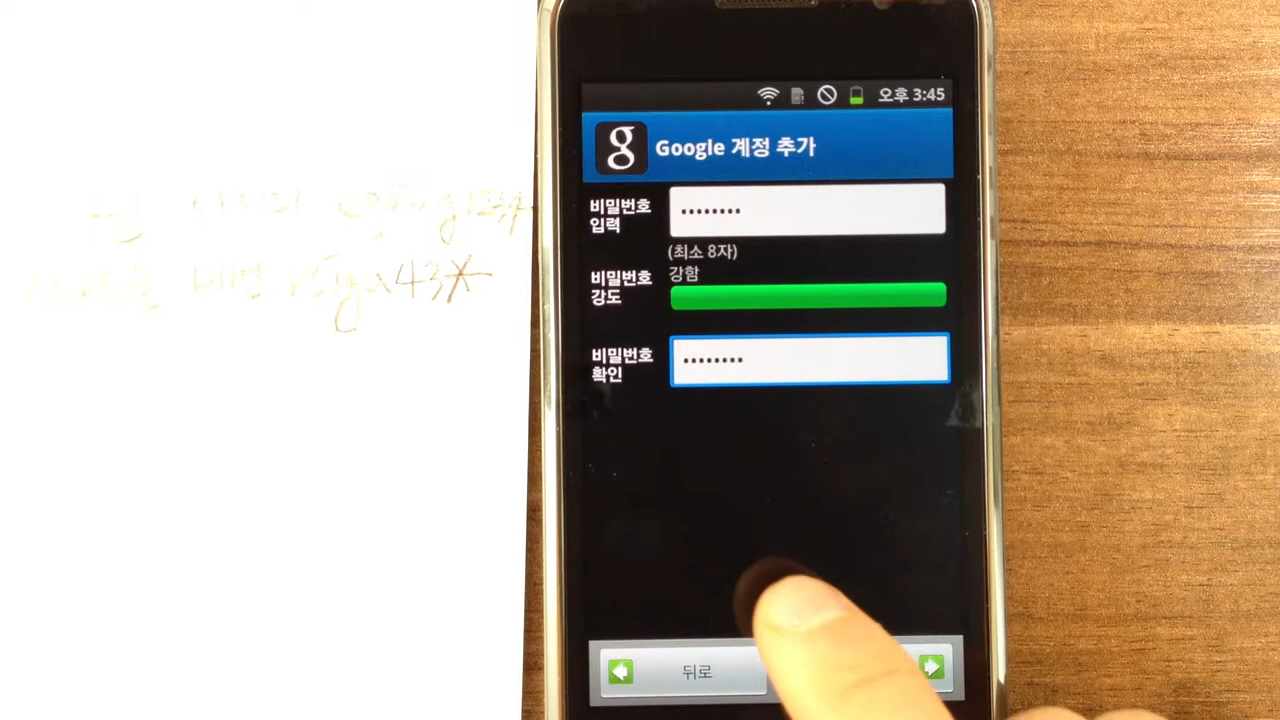 오후 3:45
g Google 계정 추가
비밀번호
입력
••••••••
(최소 8자)
강함
비밀번호
강도
비밀번호
확인
••••••••
뒤로